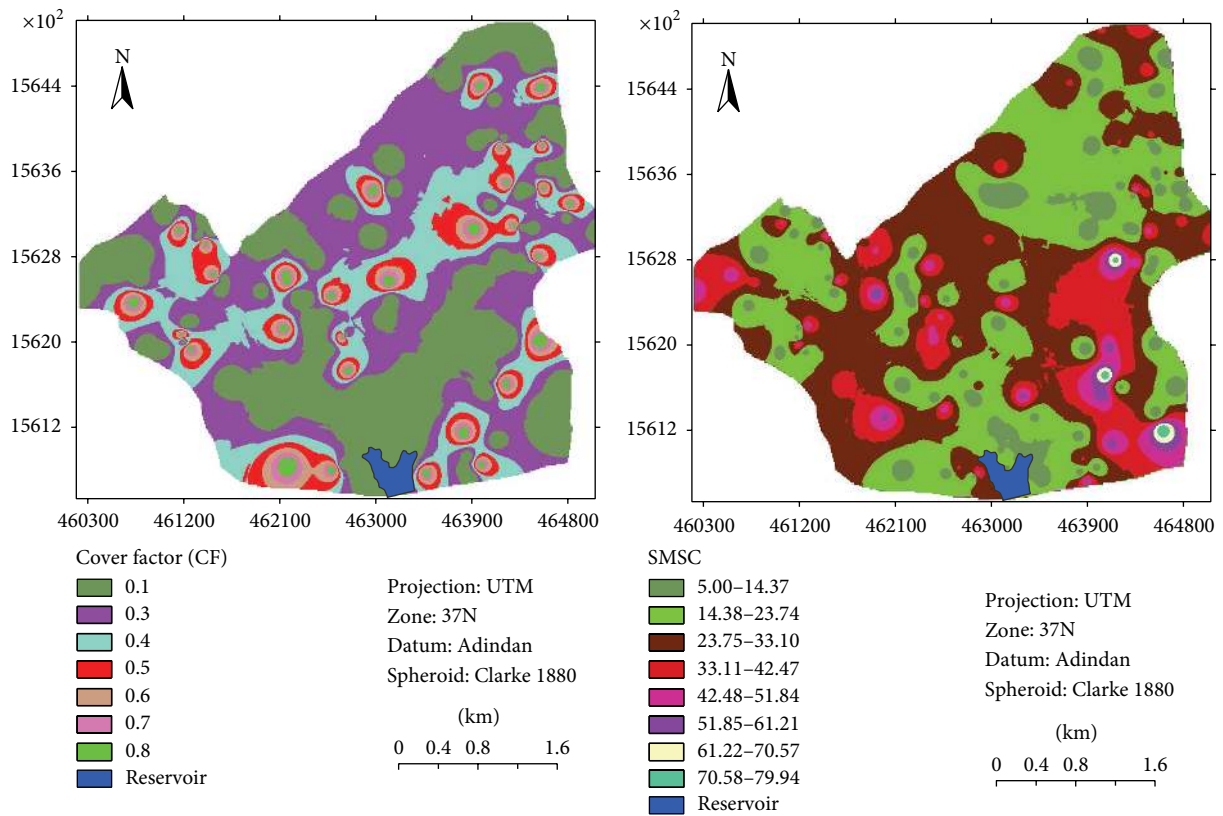 ×10²
N
15644
15636
15628
15620
15612
460300 461200 462100 463000 463900 464800
Cover factor (CF)
0.1
0.3
0.4
0.5
0.6
0.7
0.8
Reservoir
Projection: UTM
Zone: 37N
Datum: Adindan
Spheroid: Clarke 1880
(km)
0 0.4 0.8 1.6
×10²
N
15644
15636
15628
15620
15612
460300 461200 462100 463000 463900 464800
SMSC
5.00–14.37
14.38–23.74
23.75–33.10
33.11–42.47
42.48–51.84
51.85–61.21
61.22–70.57
70.58–79.94
Reservoir
Projection: UTM
Zone: 37N
Datum: Adindan
Spheroid: Clarke 1880
(km)
0 0.4 0.8 1.6